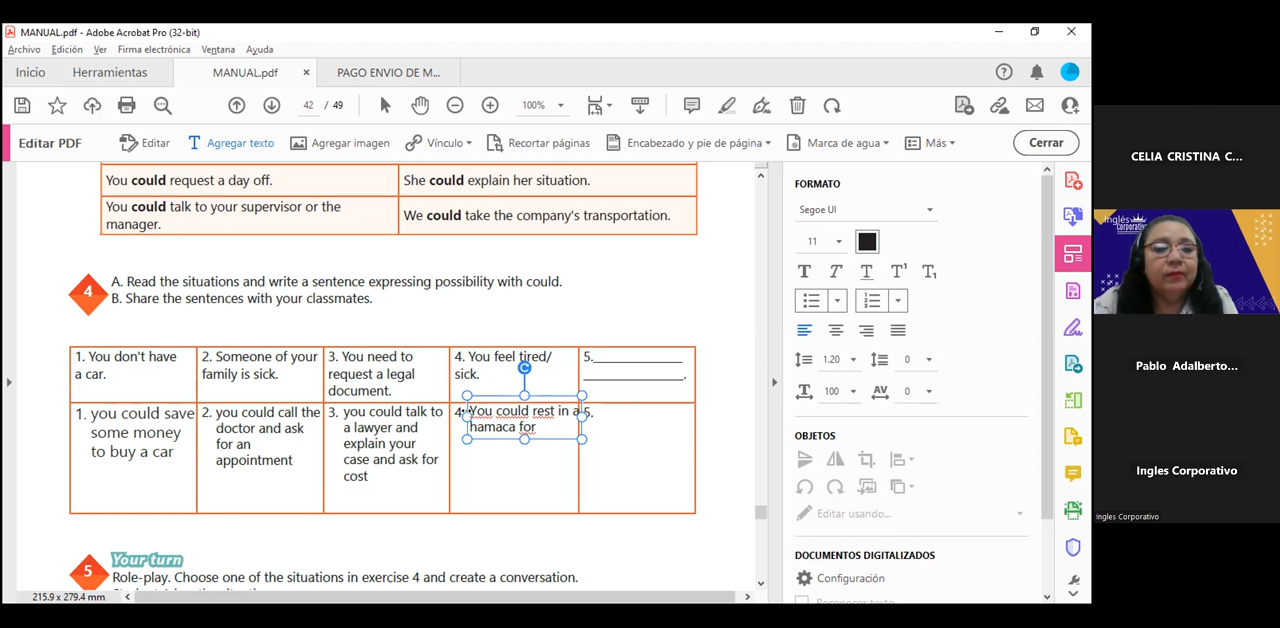 MANUAL.pdf - Adobe Acrobat Pro (32-bit)
Archivo Edición Ver Firma electrónica Ventana Ayuda
Inicio Herramientas MANUAL.pdf × PAGO ENVIO DE M...
42 / 49 100%
Editar PDF Editar Agregar texto Agregar imagen Vínculo Recortar páginas Encabezado y pie de página Marca de agua Más Cerrar
You could request a day off. She could explain her situation.
You could talk to your supervisor or the
manager.
We could take the company's transportation.
4
A. Read the situations and write a sentence expressing possibility with could.
B. Share the sentences with your classmates.
1. You don't have
a car.
2. Someone of your
family is sick.
3. You need to
request a legal
document.
4. You feel tired/
sick.
5.______________
________________.
1. you could save
some money
to buy a car
2. you could call the
doctor and ask
for an
appointment
3. you could talk to
a lawyer and
explain your
case and ask for
cost
4. You could rest in a
hamaca for
5.
5
Your turn
Role-play. Choose one of the situations in exercise 4 and create a conversation.
215.9 x 279.4 mm
FORMATO
Segoe UI
11
1.20 0
100 0
OBJETOS
Editar usando...
DOCUMENTOS DIGITALIZADOS
Configuración
CELIA CRISTINA C...
Inglés
Corporativo
Pablo Adalberto...
Ingles Corporativo
Ingles Corporativo